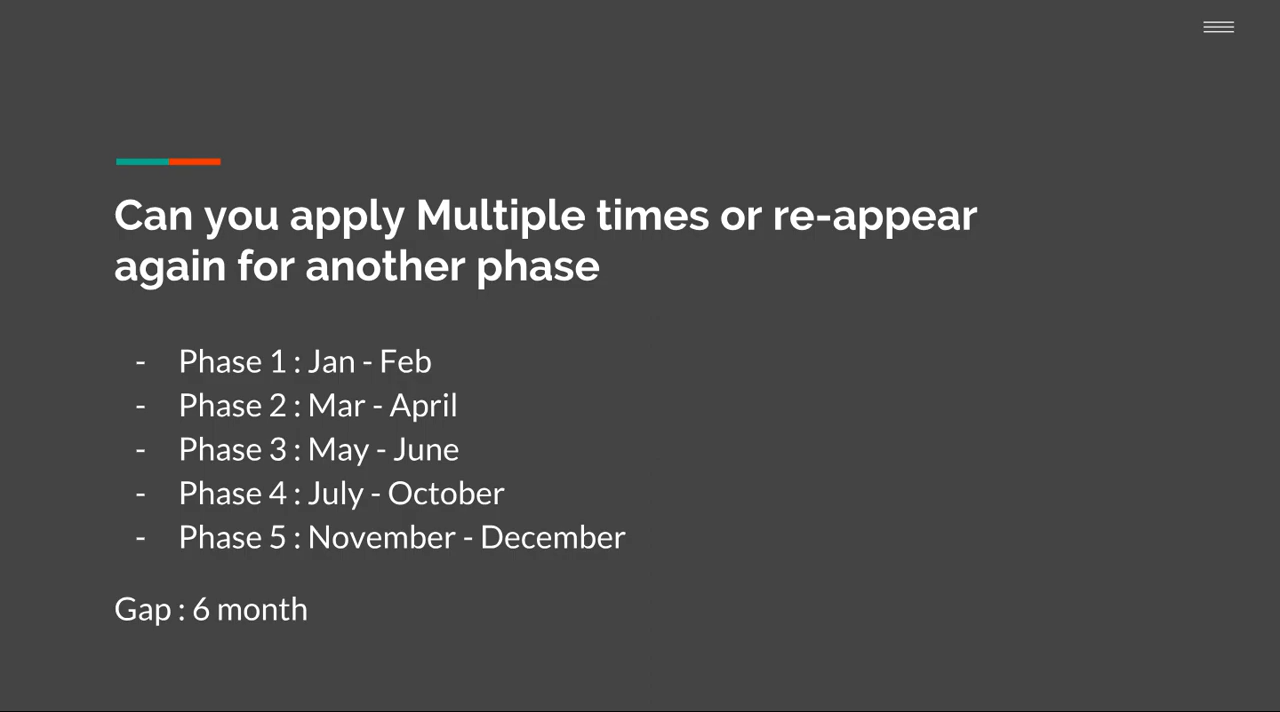 Can you apply Multiple times or re-appear
again for another phase
- Phase 1 : Jan - Feb
- Phase 2 : Mar - April
- Phase 3 : May - June
- Phase 4 : July - October
- Phase 5 : November - December
Gap : 6 month